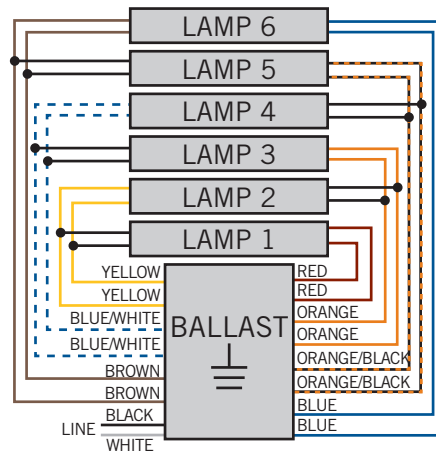 LAMP 6
LAMP 5
LAMP 4
LAMP 3
LAMP 2
LAMP 1
YELLOW
YELLOW
BLUE/WHITE
BLUE/WHITE
BROWN
BROWN
BLACK
LINE
WHITE
BALLAST
RED
RED
ORANGE
ORANGE
ORANGE/BLACK
ORANGE/BLACK
BLUE
BLUE